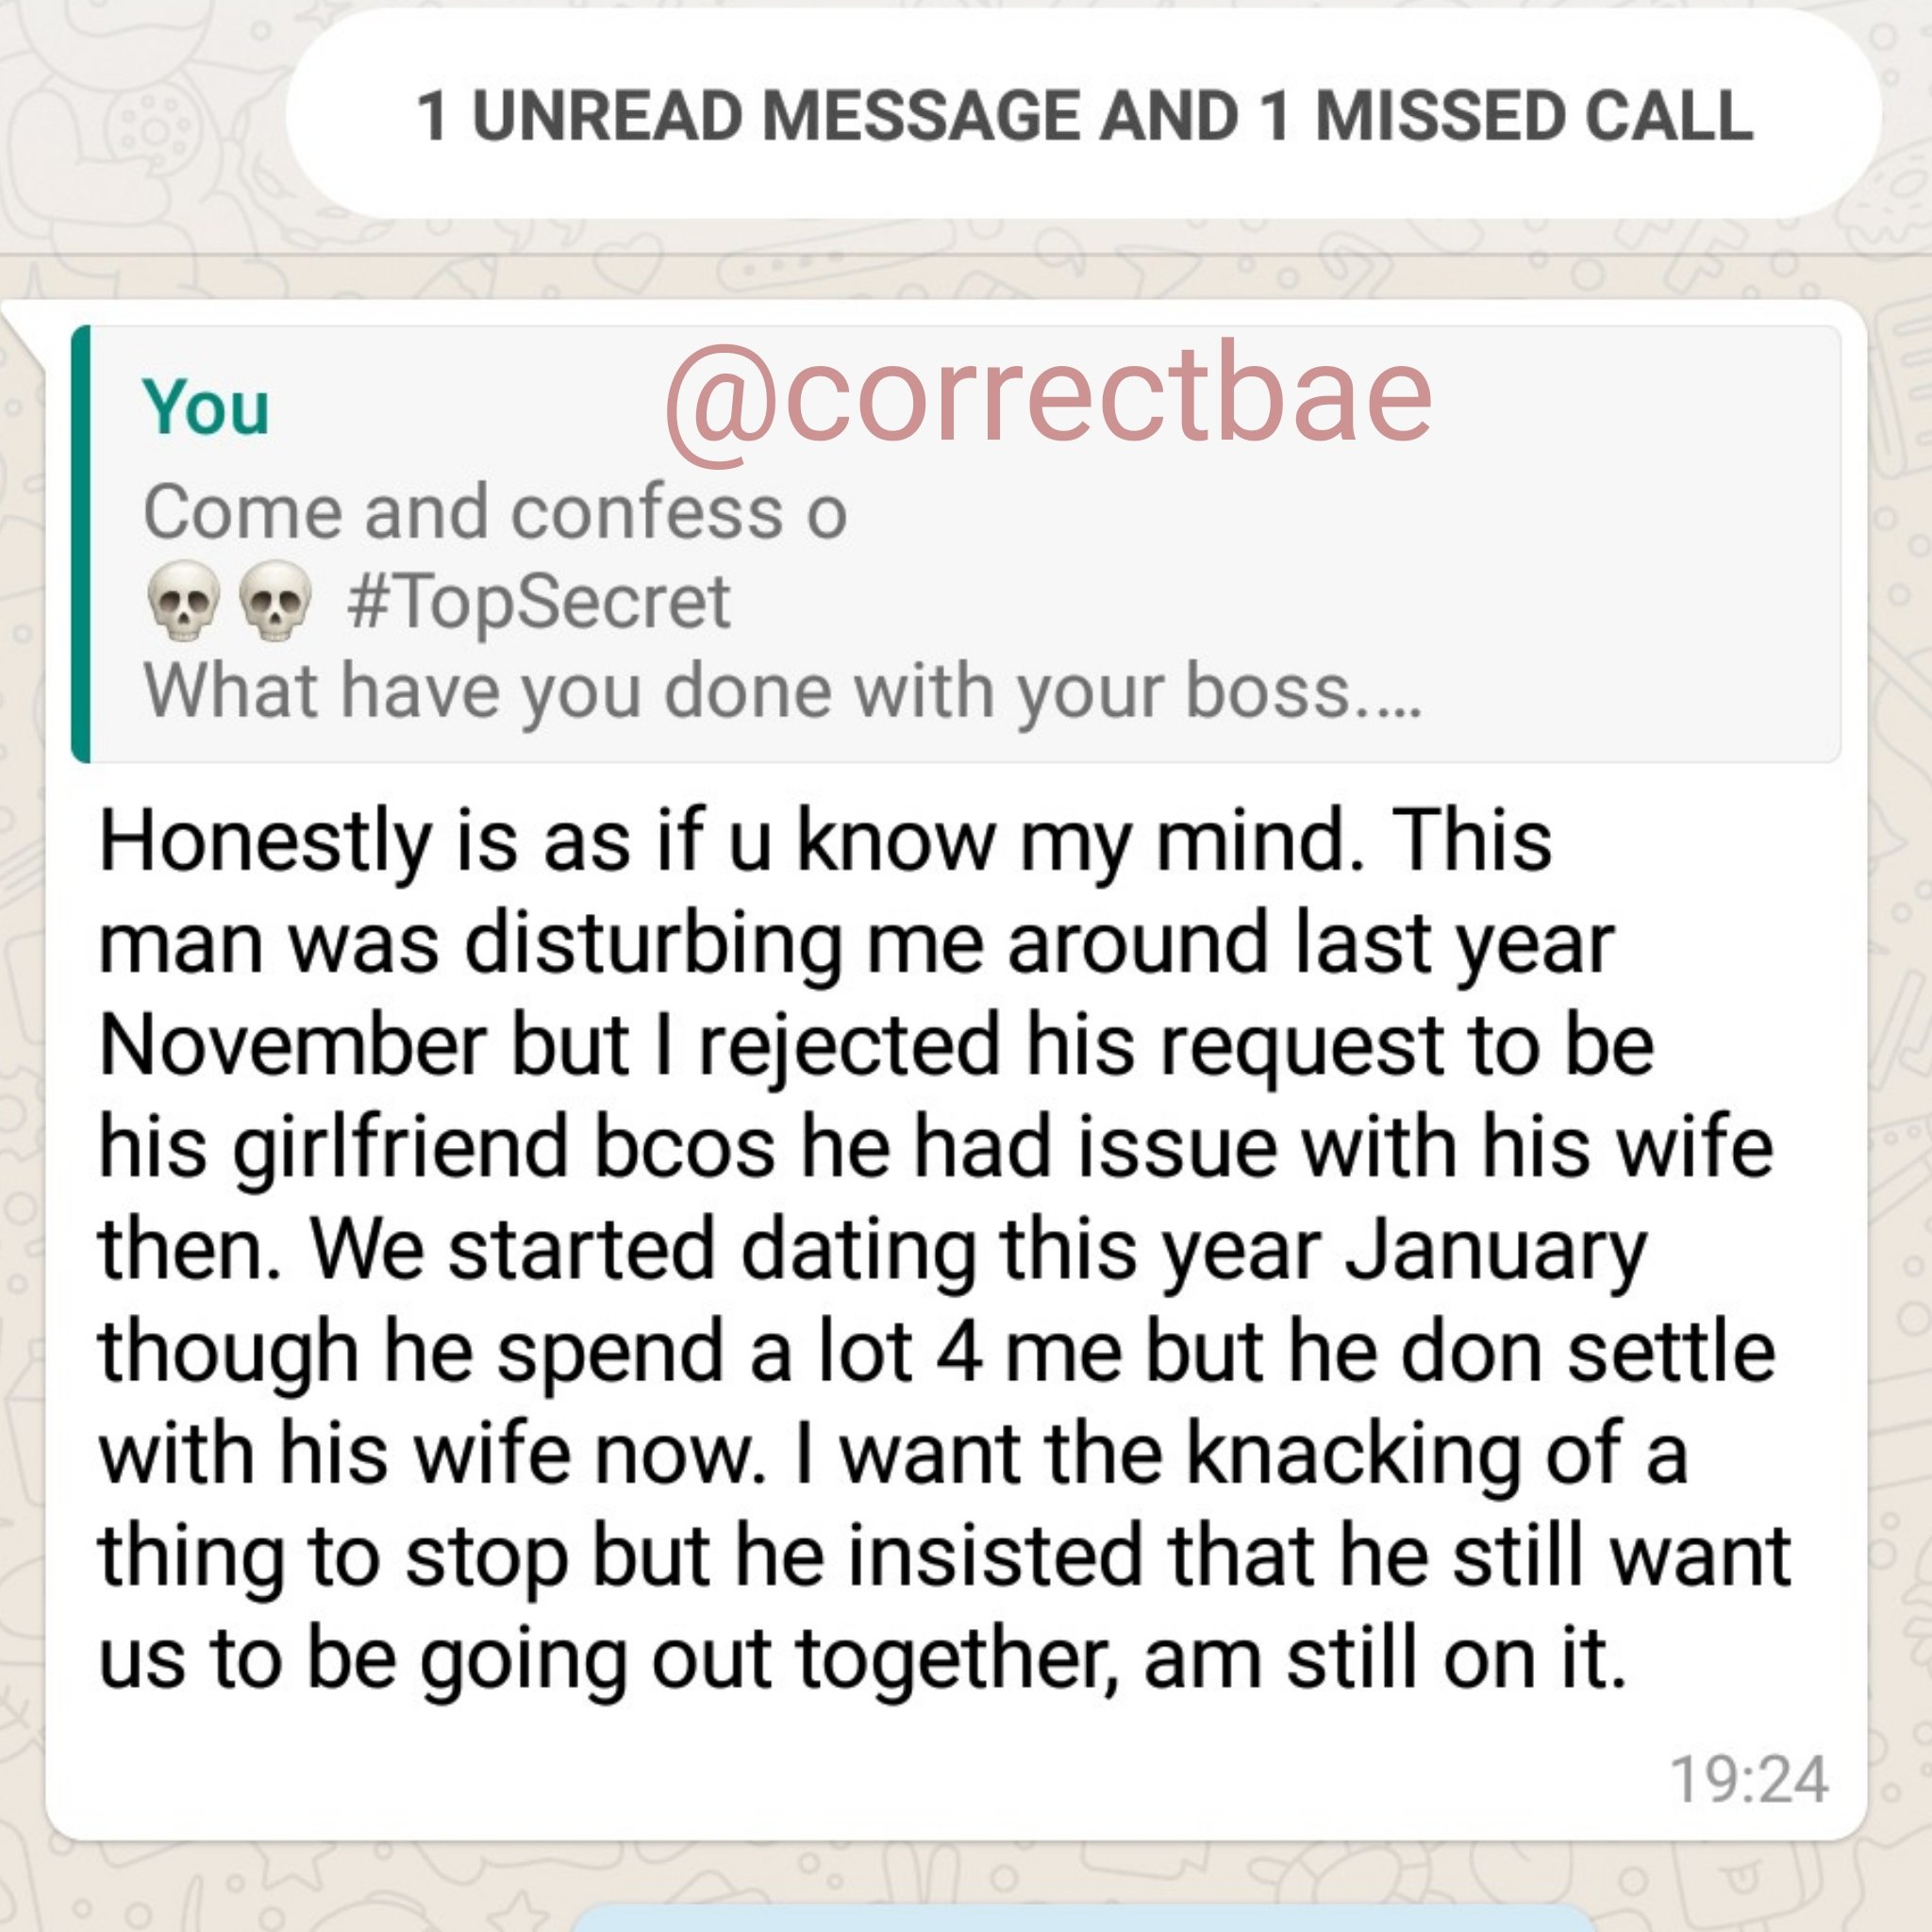 1 UNREAD MESSAGE AND 1 MISSED CALL
You
@correctbae
Come and confess o
💀💀 #TopSecret
What have you done with your boss....
Honestly is as if u know my mind. This
man was disturbing me around last year
November but I rejected his request to be
his girlfriend bcos he had issue with his wife
then. We started dating this year January
though he spend a lot 4 me but he don settle
with his wife now. I want the knacking of a
thing to stop but he insisted that he still want
us to be going out together, am still on it.
19:24